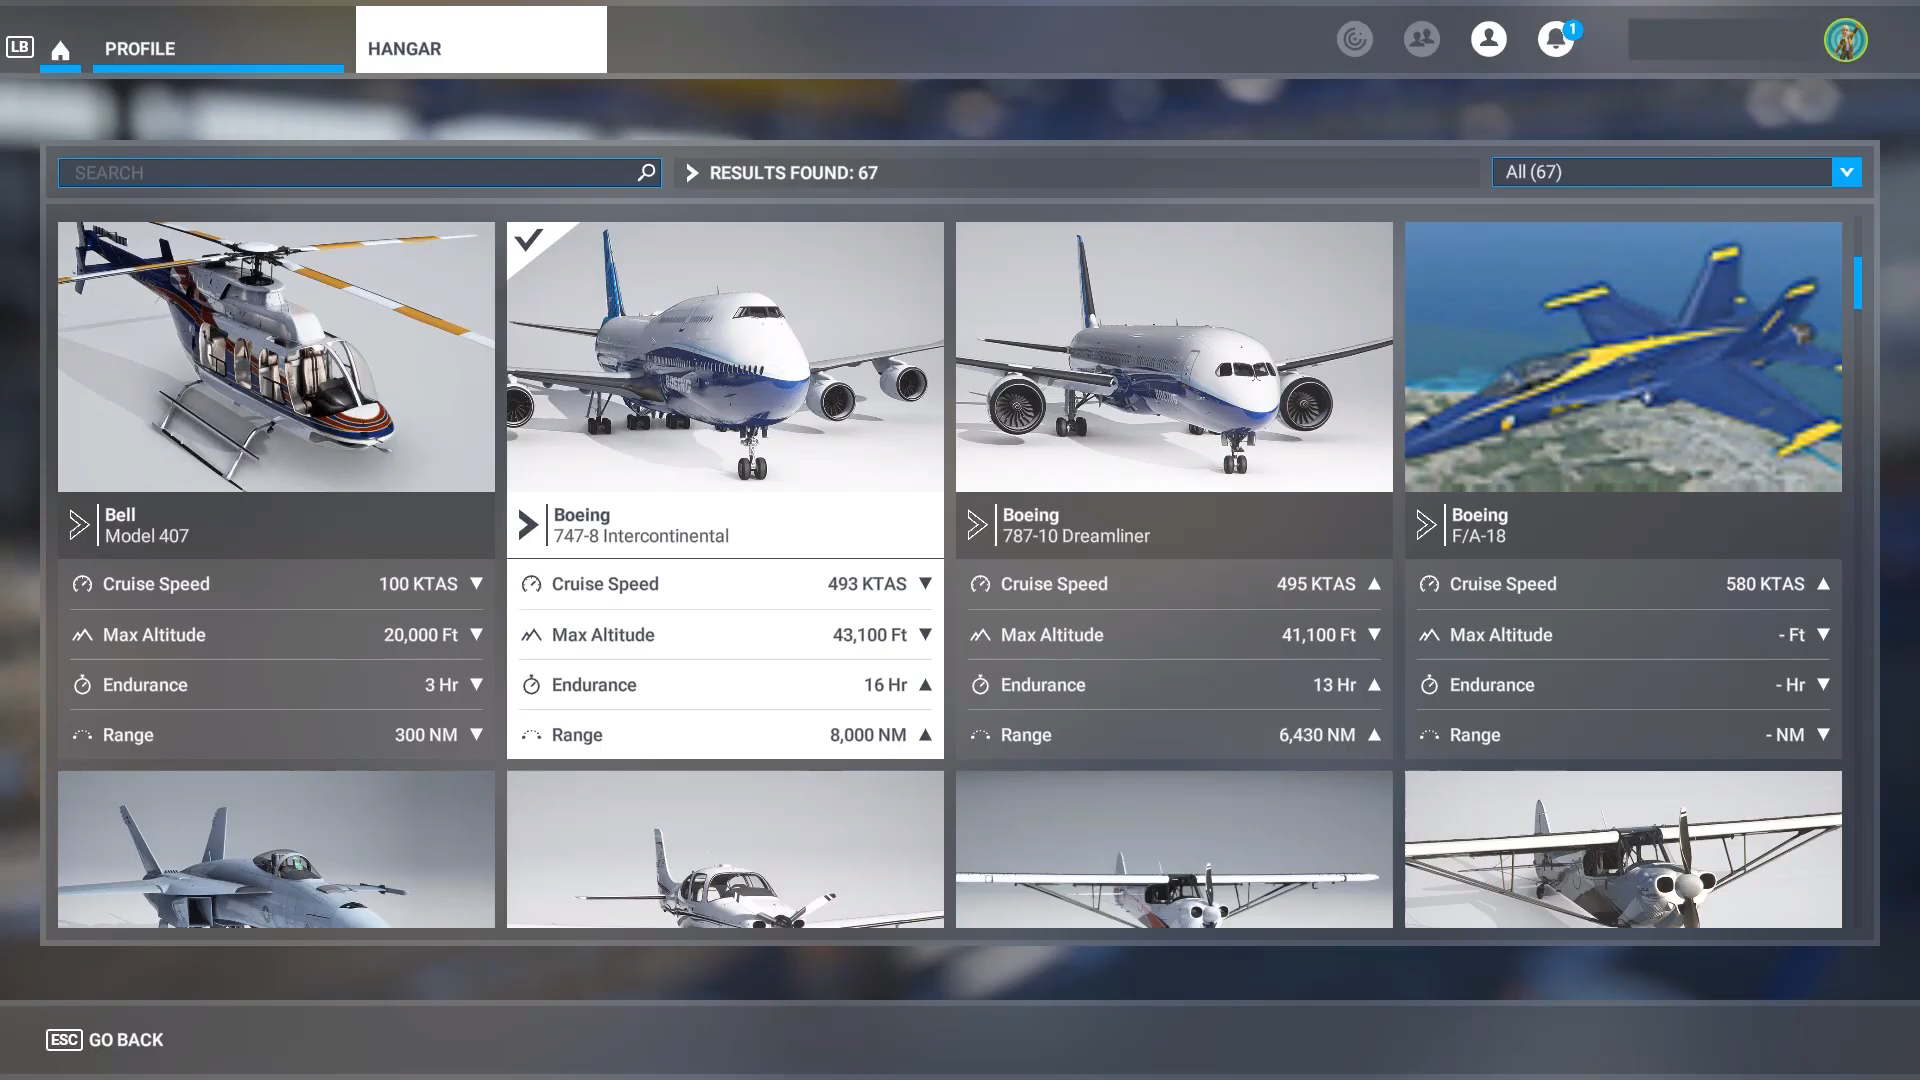 LB
PROFILE
HANGAR
1
SEARCH
RESULTS FOUND: 67
All (67)
Bell
Model 407
Cruise Speed 100 KTAS
Max Altitude 20,000 Ft
Endurance 3 Hr
Range 300 NM
Boeing
747-8 Intercontinental
Cruise Speed 493 KTAS
Max Altitude 43,100 Ft
Endurance 16 Hr
Range 8,000 NM
Boeing
787-10 Dreamliner
Cruise Speed 495 KTAS
Max Altitude 41,100 Ft
Endurance 13 Hr
Range 6,430 NM
Boeing
F/A-18
Cruise Speed 580 KTAS
Max Altitude - Ft
Endurance - Hr
Range - NM
ESC GO BACK